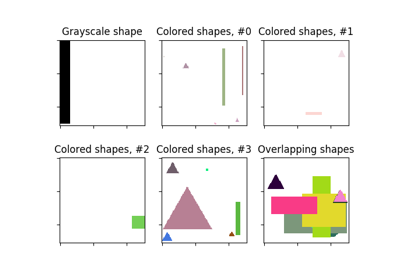 Grayscale shape
Colored shapes, #0
Colored shapes, #1
Colored shapes, #2
Colored shapes, #3
Overlapping shapes